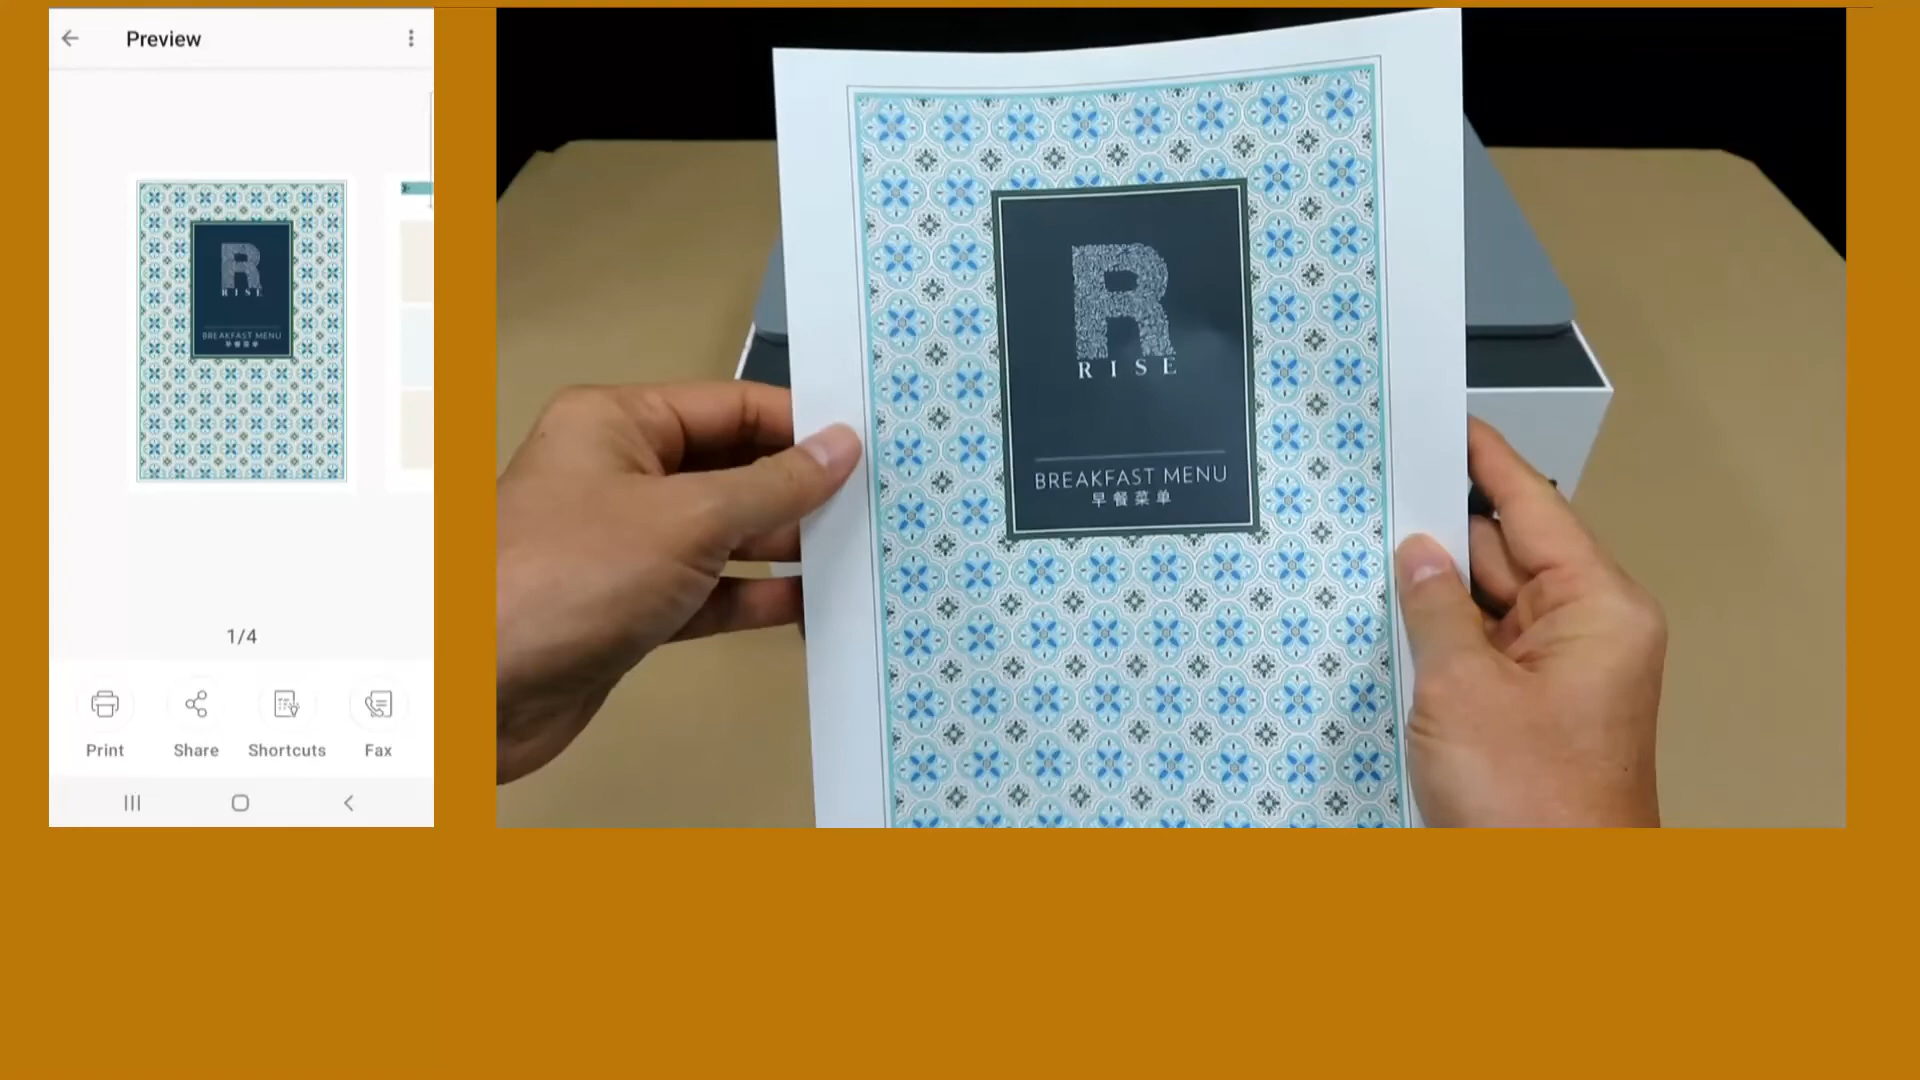 Preview
R
RISE
BREAKFAST MENU
早餐菜单
1/4
Print
Share
Shortcuts
Fax
R
RISE
BREAKFAST MENU
早餐菜单